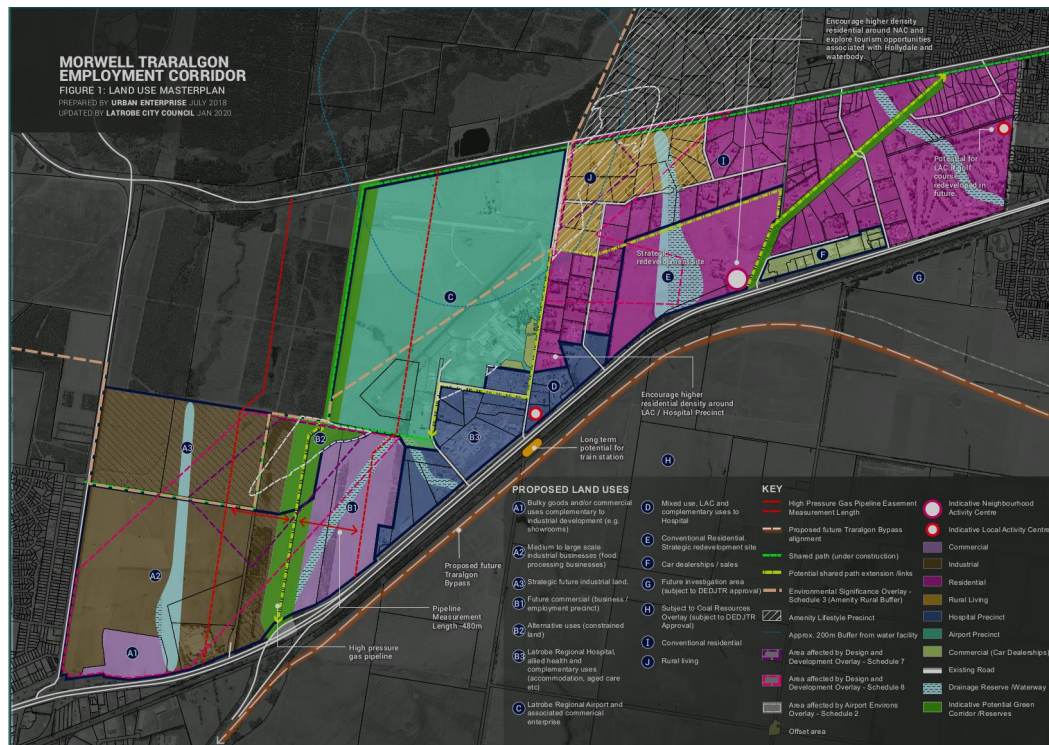 MORWELL TRARALGON
EMPLOYMENT CORRIDOR
FIGURE 1: LAND USE MASTERPLAN
PREPARED BY URBAN ENTERPRISE JULY 2018
UPDATED BY LATROBE CITY COUNCIL JAN 2020
Encourage higher density
residential around NAC and
explore tourism opportunities
associated with Hollydale and
waterbody.
J
I
Potential for
LAC if golf
course
redeveloped in
future.
Strategic
redevelopment site
E
F
G
C
D
Encourage higher
residential density around
LAC / Hospital Precinct
B3
Long term
potential for
train station
H
A3
B2
B1
A2
A1
Proposed future
Traralgon
Bypass
Pipeline
Measurement
Length -480m
High pressure
gas pipeline
PROPOSED LAND USES
A1 Bulky goods and/or commercial
uses complementary to
industrial development (e.g.
showrooms)
A2 Medium to large scale
industrial businesses (food
processing businesses)
A3 Strategic future industrial land.
B1 Future commercial (business /
employment precinct)
B2 Alternative uses (constrained
land)
B3 Latrobe Regional Hospital,
allied health and
complementary uses
(accommodation, aged care
etc)
C Latrobe Regional Airport and
associated commerical
enterprise
D Mixed use, LAC and
complementary uses to
Hospital
E Conventional Residential.
Strategic redevelopment site
F Car dealerships / sales
G Future investigation area
(subject to DEDJTR approval)
H Subject to Coal Resources
Overlay (subject to DEDJTR
Approval)
I Conventional residential
J Rural living
KEY
High Pressure Gas Pipeline Easement
Measurement Length
Proposed future Traralgon Bypass
alignment
Shared path (under construction)
Potential shared path extension /links
Environmental Significance Overlay -
Schedule 3 (Amenity Rural Buffer)
Amenity Lifestyle Precinct
Approx. 200m Buffer from water facility
Area affected by Design and
Development Overlay - Schedule 7
Area affected by Design and
Development Overlay - Schedule 8
Area affected by Airport Environs
Overlay - Schedule 2
Offset area
Indicative Neighbourhood
Activity Centre
Indicative Local Activity Centre
Commercial
Industrial
Residential
Rural Living
Hospital Precinct
Airport Precinct
Commercial (Car Dealerships)
Existing Road
Drainage Reserve /Waterway
Indicative Potential Green
Corridor /Reserves